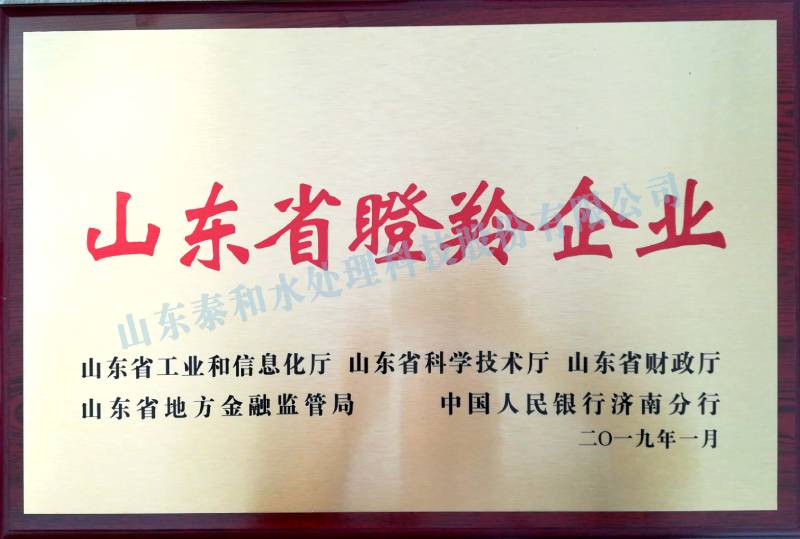 山东省瞪羚企业
山东泰和水处理科技股份有限公司
山东省工业和信息化厅 山东省科学技术厅 山东省财政厅
山东省地方金融监管局 中国人民银行济南分行
二〇一九年一月